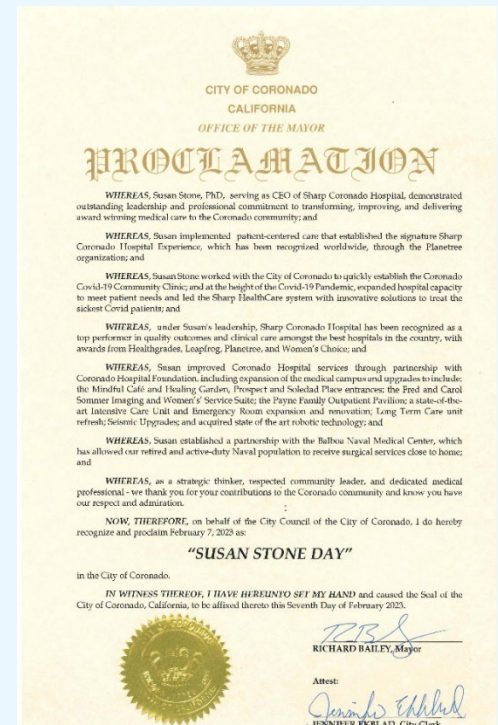 CITY OF CORONADO
CALIFORNIA
OFFICE OF THE MAYOR
PROCLAMATION
WHEREAS, Susan Stone, PhD, serving as CEO of Sharp Coronado Hospital, demonstrated
outstanding leadership and professional commitment to transforming, improving, and delivering
award winning medical care to the Coronado community; and
WHEREAS, Susan implemented patient-centered care that established the signature Sharp
Coronado Hospital Experience, which has been recognized worldwide, through the Planetree
organization; and
WHEREAS, Susan Stone worked with the City of Coronado to quickly establish the Coronado
Covid-19 Community Clinic; and at the height of the Covid-19 Pandemic, expanded hospital capacity
to meet patient needs and led the Sharp HealthCare system with innovative solutions to treat the
sickest Covid patients; and
WHEREAS, under Susan's leadership, Sharp Coronado Hospital has been recognized as a
top performer in quality outcomes and clinical care amongst the best hospitals in the country, with
awards from Healthgrades, Leapfrog, Planetree, and Women's Choice; and
WHEREAS, Susan improved Coronado Hospital services through partnership with
Coronado Hospital Foundation, including expansion of the medical campus and upgrades to include:
the Mindful Café and Healing Garden, Prospect and Soledad Place entrances; the Fred and Carol
Sommer Imaging and Women's' Service Suite; the Payne Family Outpatient Pavilion; a state-of-the-
art Intensive Care Unit and Emergency Room expansion and renovation; Long Term Care unit
refresh; Seismic Upgrades; and acquired state of the art robotic technology; and
WHEREAS, Susan established a partnership with the Balboa Naval Medical Center, which
has allowed our retired and active-duty Naval population to receive surgical services close to home;
and
WHEREAS, as a strategic thinker, respected community leader, and dedicated medical
professional - we thank you for your contributions to the Coronado community and know you have
our respect and admiration.
NOW, THEREFORE, on behalf of the City Council of the City of Coronado, I do hereby
recognize and proclaim February 7, 2023 as:
"SUSAN STONE DAY"
in the City of Coronado.
IN WITNESS THEREOF, I HAVE HEREUNTO SET MY HAND and caused the Seal of the
City of Coronado, California, to be affixed thereto this Seventh Day of February 2023.
RICHARD BAILEY, Mayor
Attest:
JENNIFER EKBLAD, City Clerk